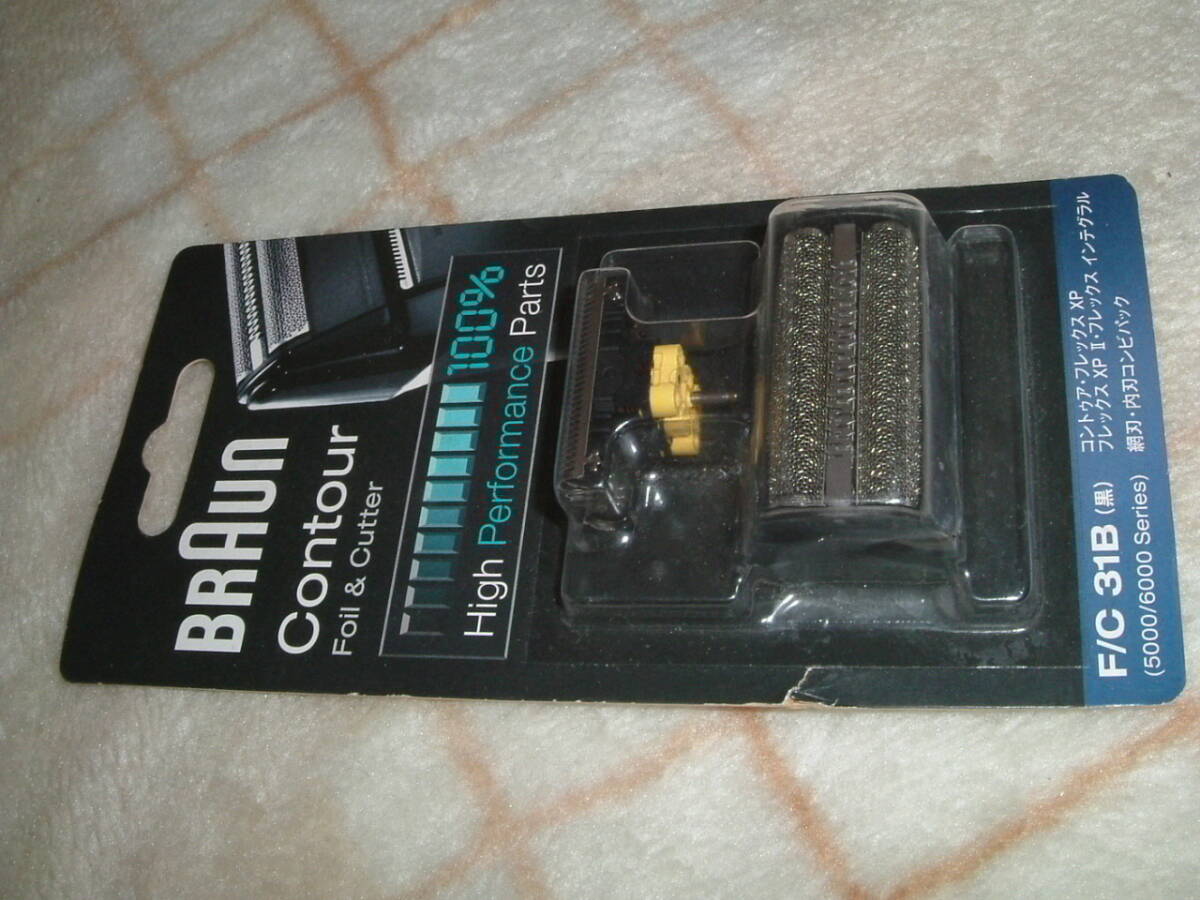 BRAUN
Contour
Foil & Cutter
100%
High Performance Parts
F/C 31B (黒)
(5000/6000 Series)
コントゥア・フレックス XP
フレックス XP II・フレックス インテグラル
網刃・内刃コンビパック